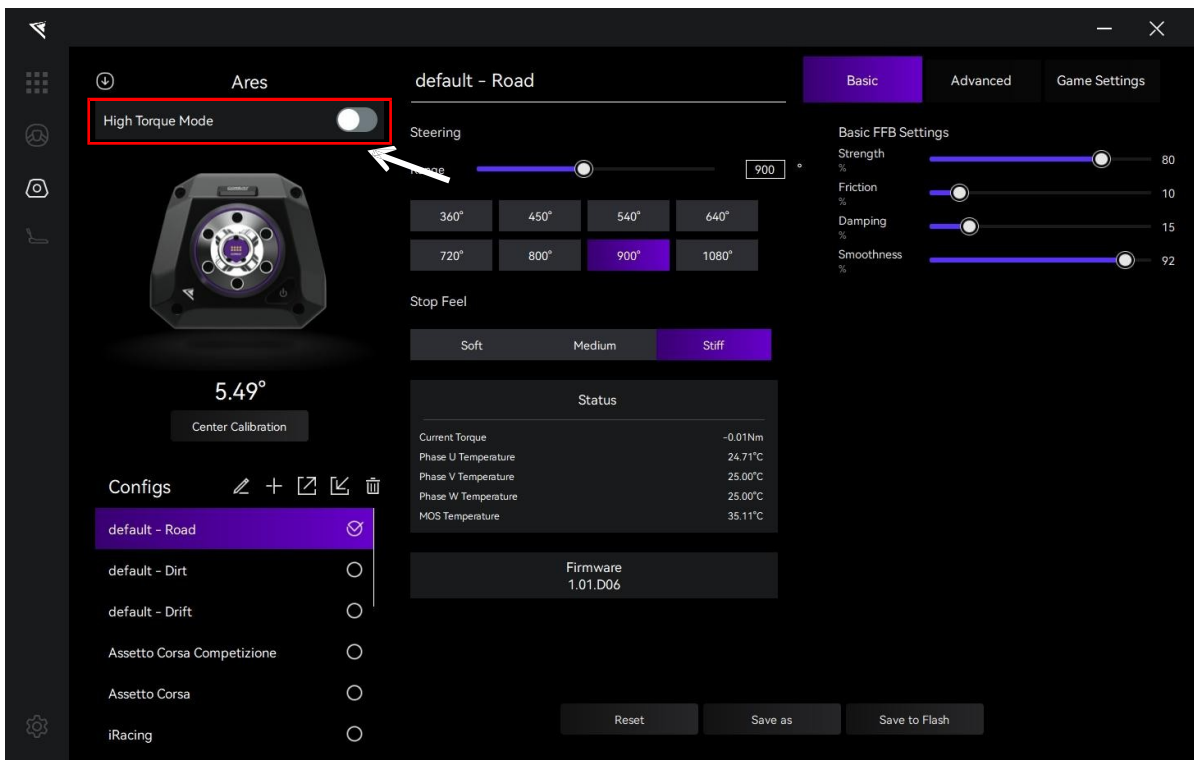 Ares
High Torque Mode
5.49°
Center Calibration
Configs
default - Road
default - Dirt
default - Drift
Assetto Corsa Competizione
Assetto Corsa
iRacing
default - Road
Steering
Range 900 °
360° 450° 540° 640°
720° 800° 900° 1080°
Stop Feel
Soft Medium Stiff
Status
Current Torque -0.01Nm
Phase U Temperature 24.71°C
Phase V Temperature 25.00°C
Phase W Temperature 25.00°C
MOS Temperature 35.11°C
Firmware
1.01.D06
Basic Advanced Game Settings
Basic FFB Settings
Strength
% 80
Friction
% 10
Damping
% 15
Smoothness
% 92
Reset Save as Save to Flash